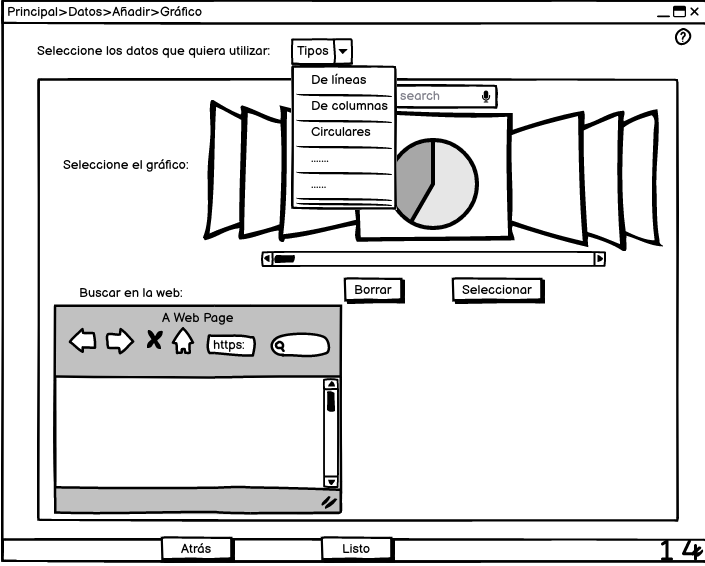 Principal>Datos>Añadir>Gráfico
Seleccione los datos que quiera utilizar:
Tipos
De líneas
De columnas
Circulares
.......
......
search
Seleccione el gráfico:
Borrar
Seleccionar
Buscar en la web:
A Web Page
https:
Atrás
Listo
14